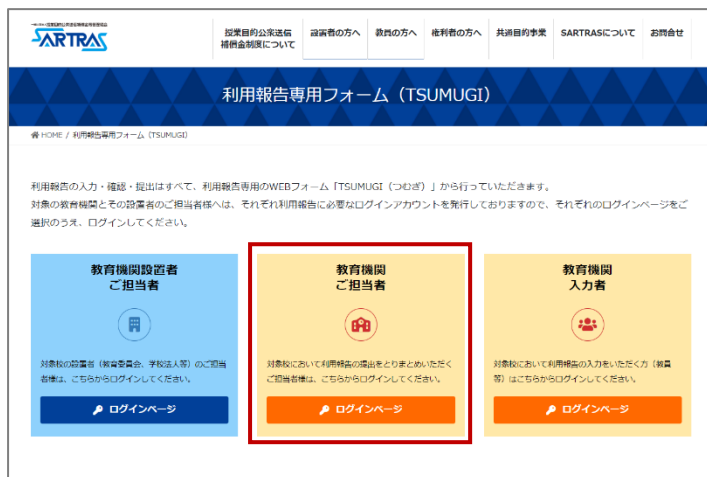 SARTRAS
授業目的公衆送信
補償金制度について
設置者の方へ
教員の方へ
権利者の方へ
共通目的事業
SARTRASについて
お問合せ
利用報告専用フォーム（TSUMUGI）
HOME / 利用報告専用フォーム（TSUMUGI）
利用報告の入力・確認・提出はすべて、利用報告専用のWEBフォーム「TSUMUGI（つむぎ）」から行っていただきます。
対象の教育機関とその設置者のご担当者様へは、それぞれ利用報告に必要なログインアカウントを発行しておりますので、それぞれのログインページをご
選択のうえ、ログインしてください。
教育機関設置者
ご担当者
対象校の設置者（教育委員会、学校法人等）のご担当
者様は、こちらからログインしてください。
ログインページ
教育機関
ご担当者
対象校において利用報告の提出をとりまとめいただく
ご担当者様は、こちらからログインしてください。
ログインページ
教育機関
入力者
対象校において利用報告の入力をいただく方（教員
等）はこちらからログインしてください。
ログインページ